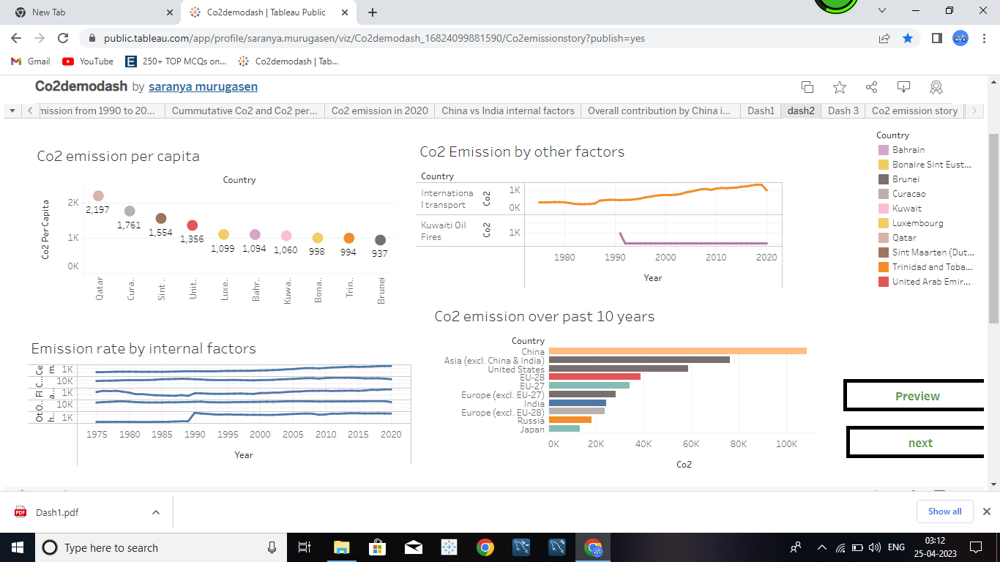 New Tab
Co2demodash | Tableau Public
public.tableau.com/app/profile/saranya.murugasen/viz/Co2demodash_16824099881590/Co2emissionstory?publish=yes
Gmail
YouTube
250+ TOP MCQs on...
Co2demodash | Tab...
Co2demodash by saranya murugasen
mission from 1990 to 20...
Cummutative Co2 and Co2 per...
Co2 emission in 2020
China vs India internal factors
Overall contribution by China i...
Dash1
dash2
Dash 3
Co2 emission story
Co2 emission per capita
Country
Co2 Per Capita
2K
1K
0K
2,197
1,761
1,554
1,356
1,099
1,094
1,060
998
994
937
Qatar
Cura..
Sint ..
Unit..
Luxe..
Bahr..
Kuwa..
Bona..
Trin..
Brunei
Co2 Emission by other factors
Country
Internationa
l transport
Co2
1K
0K
Kuwaiti Oil
Fires
Co2
1K
1980
1990
2000
2010
2020
Year
Country
Bahrain
Bonaire Sint Eust...
Brunei
Curacao
Kuwait
Luxembourg
Qatar
Sint Maarten (Dut...
Trinidad and Toba...
United Arab Emir...
Emission rate by internal factors
Ce
m
1K
C..
10K
Fl
a..
1K
O..
10K
Ot
h..
1K
1975
1980
1985
1990
1995
2000
2005
2010
2015
2020
Year
Co2 emission over past 10 years
Country
China
Asia (excl. China & India)
United States
EU-28
EU-27
Europe (excl. EU-27)
India
Europe (excl. EU-28)
Russia
Japan
0K
20K
40K
60K
80K
100K
Co2
Preview
next
PDF
Dash1.pdf
Show all
Type here to search
ENG
03:12
25-04-2023